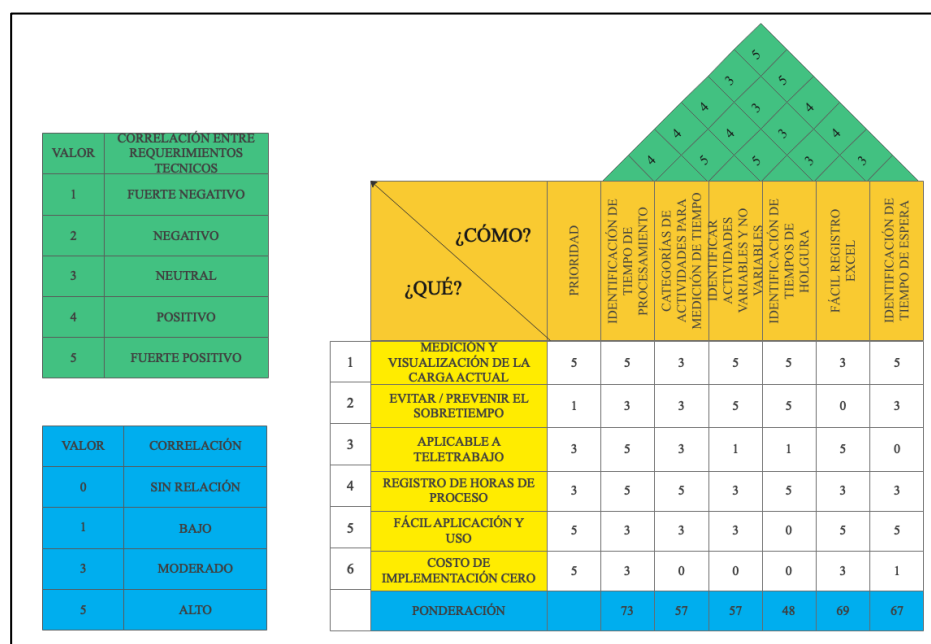 5
3 5
4 3 4
4 4 3 4
4 5 5 3 3
VALOR CORRELACIÓN ENTRE
REQUERIMIENTOS
TECNICOS
1 FUERTE NEGATIVO
2 NEGATIVO
3 NEUTRAL
4 POSITIVO
5 FUERTE POSITIVO
VALOR CORRELACIÓN
0 SIN RELACIÓN
1 BAJO
3 MODERADO
5 ALTO
¿CÓMO?
¿QUÉ?
PRIORIDAD
IDENTIFICACIÓN DE
TIEMPO DE
PROCESAMIENTO
CATEGORÍAS DE
ACTIVIDADES PARA
MEDICIÓN DE TIEMPO
IDENTIFICAR
ACTIVIDADES
VARIABLES Y NO
VARIABLES
IDENTIFICACIÓN DE
TIEMPOS DE
HOLGURA
FÁCIL REGISTRO
EXCEL
IDENTIFICACIÓN DE
TIEMPO DE ESPERA
1 MEDICIÓN Y
VISUALIZACIÓN DE LA
CARGA ACTUAL
5 5 3 5 5 3 5
2 EVITAR / PREVENIR EL
SOBRETIEMPO
1 3 3 5 5 0 3
3 APLICABLE A
TELETRABAJO
3 5 3 1 1 5 0
4 REGISTRO DE HORAS DE
PROCESO
3 5 5 3 5 3 3
5 FÁCIL APLICACIÓN Y
USO
5 3 3 3 0 5 5
6 COSTO DE
IMPLEMENTACIÓN CERO
5 3 0 0 0 3 1
PONDERACIÓN 73 57 57 48 69 67